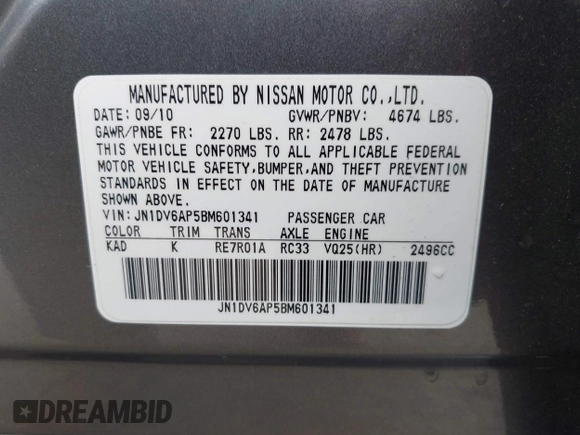 MANUFACTURED BY NISSAN MOTOR CO.,LTD.
DATE: 09/10 GVWR/PNBV: 4674 LBS.
GAWR/PNBE FR: 2270 LBS. RR: 2478 LBS.
THIS VEHICLE CONFORMS TO ALL APPLICABLE FEDERAL
MOTOR VEHICLE SAFETY,BUMPER,AND THEFT PREVENTION
STANDARDS IN EFFECT ON THE DATE OF MANUFACTURE
SHOWN ABOVE.
VIN:JN1DV6AP5BM601341 PASSENGER CAR
COLOR TRIM TRANS AXLE ENGINE
KAD K RE7R01A RC33 VQ25(HR) 2496CC
JN1DV6AP5BM601341
DREAMBID